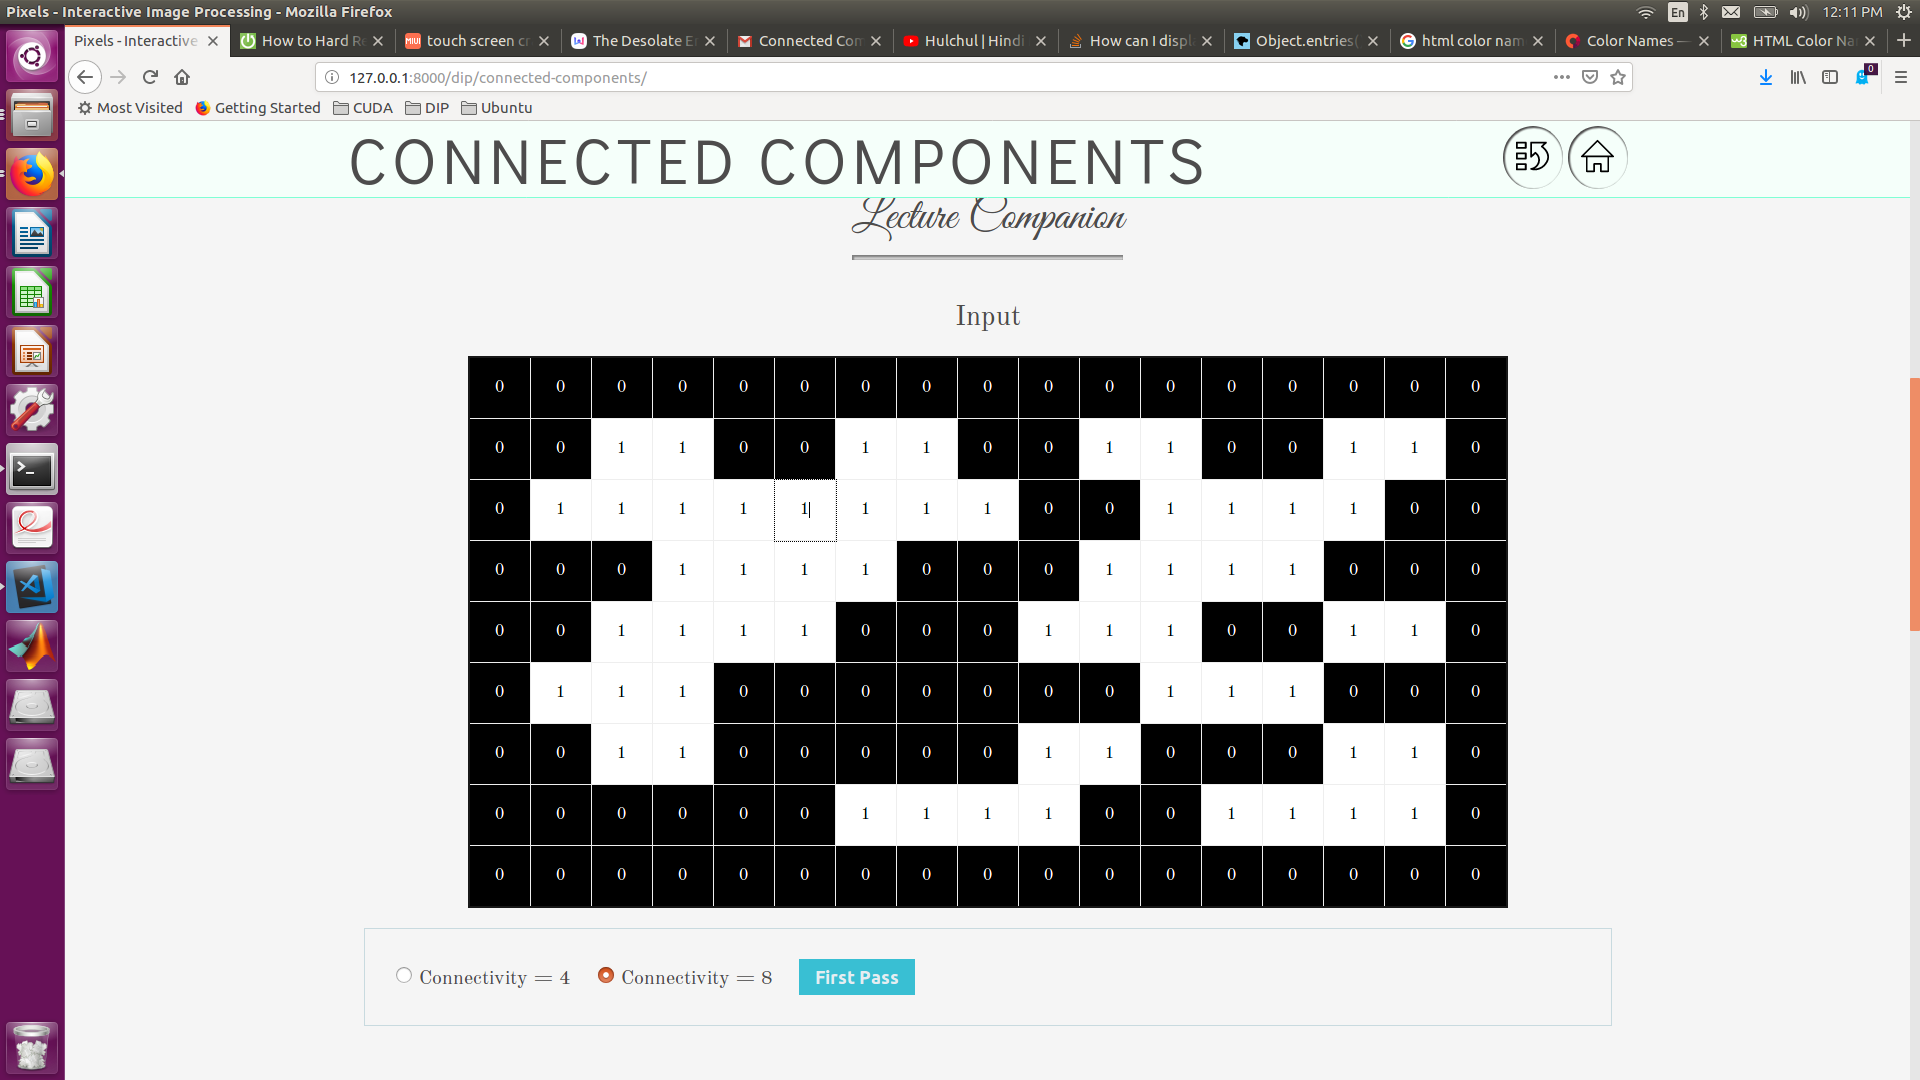 Pixels - Interactive Image Processing - Mozilla Firefox
En
12:11 PM
Pixels - Interactive
How to Hard Re
MIUI
touch screen cr
The Desolate E
Connected Com
Hulchul | Hindi
How can I displ
Object.entries(
html color nam
Color Names —
HTML Color Na
127.0.0.1:8000/dip/connected-components/
0
Most Visited
Getting Started
CUDA
DIP
Ubuntu
CONNECTED COMPONENTS
Lecture Companion
Input
0 0 0 0 0 0 0 0 0 0 0 0 0 0 0 0 0
0 0 1 1 0 0 1 1 0 0 1 1 0 0 1 1 0
0 1 1 1 1 1 1 1 1 0 0 1 1 1 1 0 0
0 0 0 1 1 1 1 0 0 0 1 1 1 1 0 0 0
0 0 1 1 1 1 0 0 0 1 1 1 0 0 1 1 0
0 1 1 1 0 0 0 0 0 0 0 1 1 1 0 0 0
0 0 1 1 0 0 0 0 0 1 1 0 0 0 1 1 0
0 0 0 0 0 0 1 1 1 1 0 0 1 1 1 1 0
0 0 0 0 0 0 0 0 0 0 0 0 0 0 0 0 0
Connectivity = 4
Connectivity = 8
First Pass